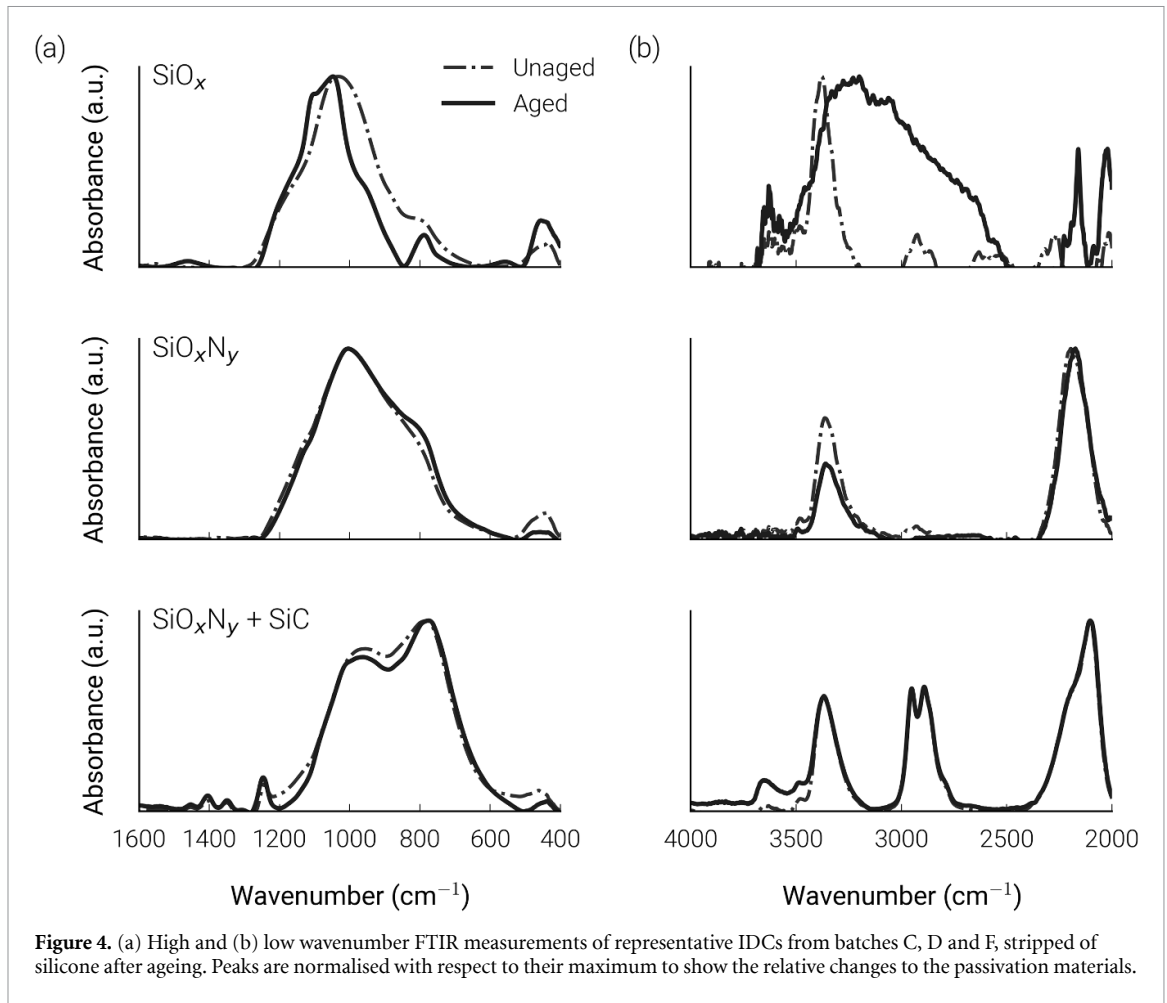 (a)
(b)
SiOₓ
Unaged
Aged
Absorbance (a.u.)
SiOₓNᵧ
Absorbance (a.u.)
SiOₓNᵧ + SiC
Absorbance (a.u.)
1600 1400 1200 1000 800 600 400
4000 3500 3000 2500 2000
Wavenumber (cm⁻¹)
Wavenumber (cm⁻¹)
Figure 4. (a) High and (b) low wavenumber FTIR measurements of representative IDCs from batches C, D and F, stripped of
silicone after ageing. Peaks are normalised with respect to their maximum to show the relative changes to the passivation materials.